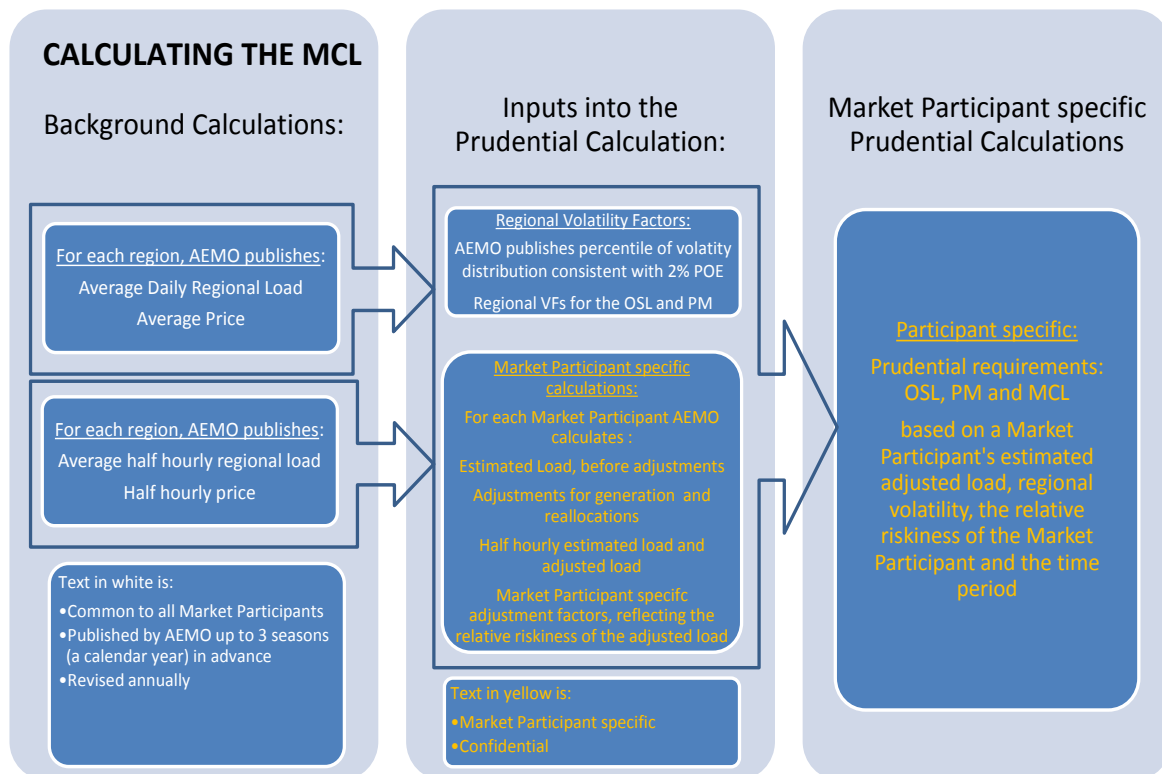 CALCULATING THE MCL
Background Calculations:
For each region, AEMO publishes:
Average Daily Regional Load
Average Price
For each region, AEMO publishes:
Average half hourly regional load
Half hourly price
Text in white is:
•Common to all Market Participants
•Published by AEMO up to 3 seasons
(a calendar year) in advance
•Revised annually
Inputs into the
Prudential Calculation:
Regional Volatility Factors:
AEMO publishes percentile of volatity
distribution consistent with 2% POE
Regional VFs for the OSL and PM
Market Participant specific
calculations:
For each Market Participant AEMO
calculates :
Estimated Load, before adjustments
Adjustments for generation and
reallocations
Half hourly estimated load and
adjusted load
Market Participant specifc
adjustment factors, reflecting the
relative riskiness of the adjusted load
Text in yellow is:
•Market Participant specific
•Confidential
Market Participant specific
Prudential Calculations
Participant specific:
Prudential requirements:
OSL, PM and MCL
based on a Market
Participant's estimated
adjusted load, regional
volatility, the relative
riskiness of the Market
Participant and the time
period